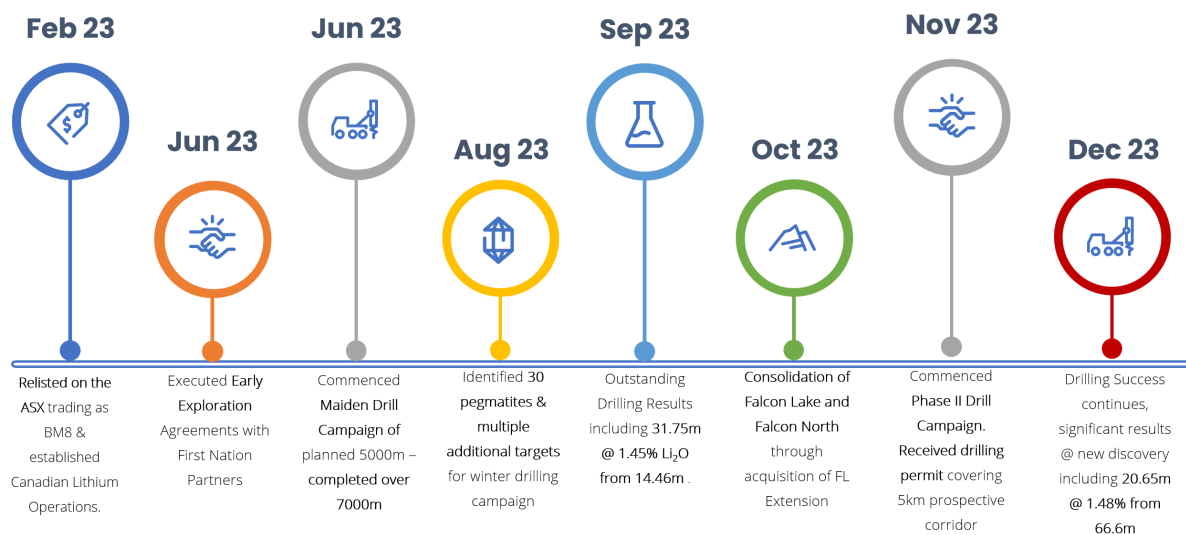 Feb 23
Relisted on the
ASX trading as
BM8 &
established
Canadian Lithium
Operations.
Jun 23
Executed Early
Exploration
Agreements with
First Nation
Partners
Jun 23
Commenced
Maiden Drill
Campaign of
planned 5000m –
completed over
7000m
Aug 23
Identified 30
pegmatites &
multiple
additional targets
for winter drilling
campaign
Sep 23
Outstanding
Drilling Results
including 31.75m
@ 1.45% Li₂O
from 14.46m .
Oct 23
Consolidation of
Falcon Lake and
Falcon North
through
acquisition of FL
Extension
Nov 23
Commenced
Phase II Drill
Campaign.
Received drilling
permit covering
5km prospective
corridor
Dec 23
Drilling Success
continues,
significant results
@ new discovery
including 20.65m
@ 1.48% from
66.6m